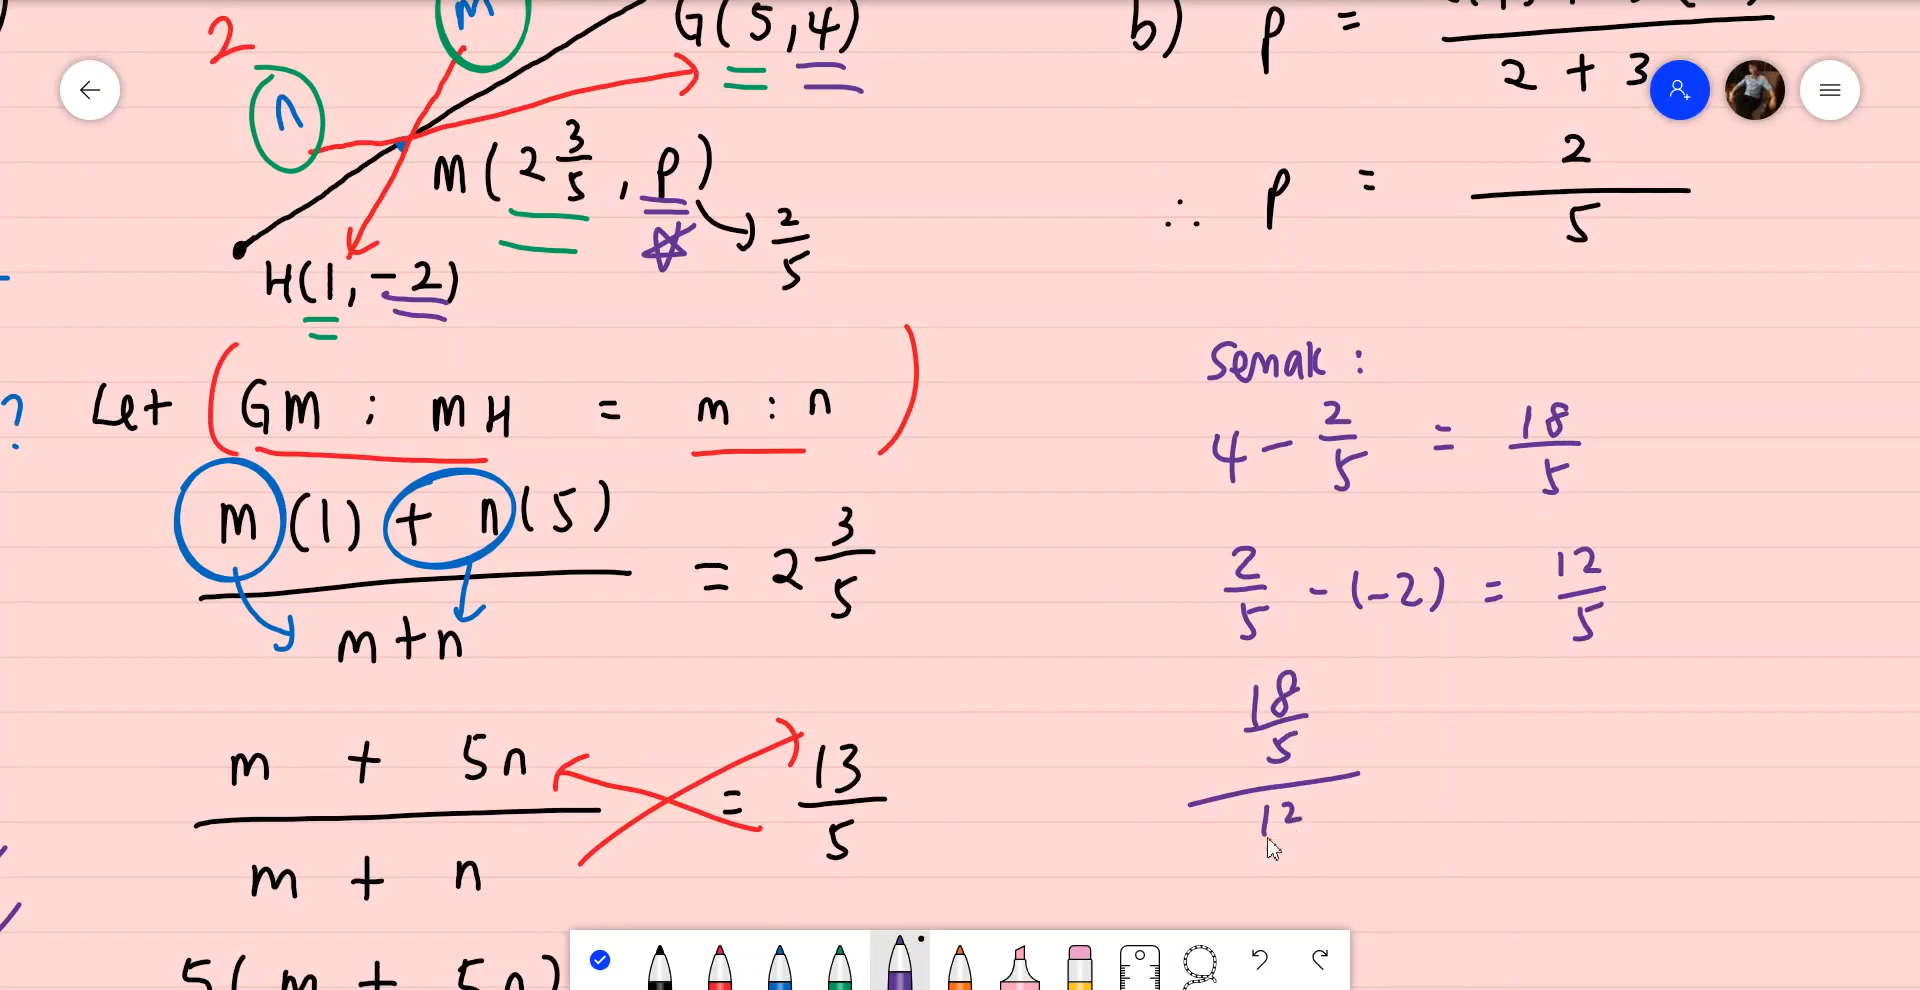 2
m
n
G(5, 4)
M(2 3/5, p)
2/5
H(1, -2)
?
Let (GM : MH = m : n)
m(1) + n(5) / m+n = 2 3/5
m + 5n / m + n = 13/5
5(m + 5n)
b) p = / 2 + 3
∴ p = 2/5
Semak :
4 - 2/5 = 18/5
2/5 - (-2) = 12/5
18/5 / 12